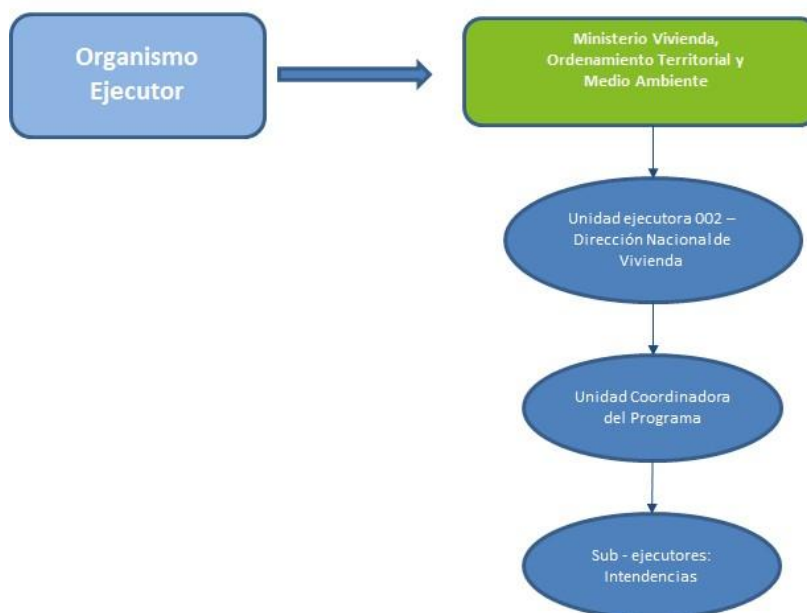 Organismo
Ejecutor
Ministerio Vivienda,
Ordenamiento Territorial y
Medio Ambiente
Unidad ejecutora 002 –
Dirección Nacional de
Vivienda
Unidad Coordinadora
del Programa
Sub - ejecutores:
Intendencias